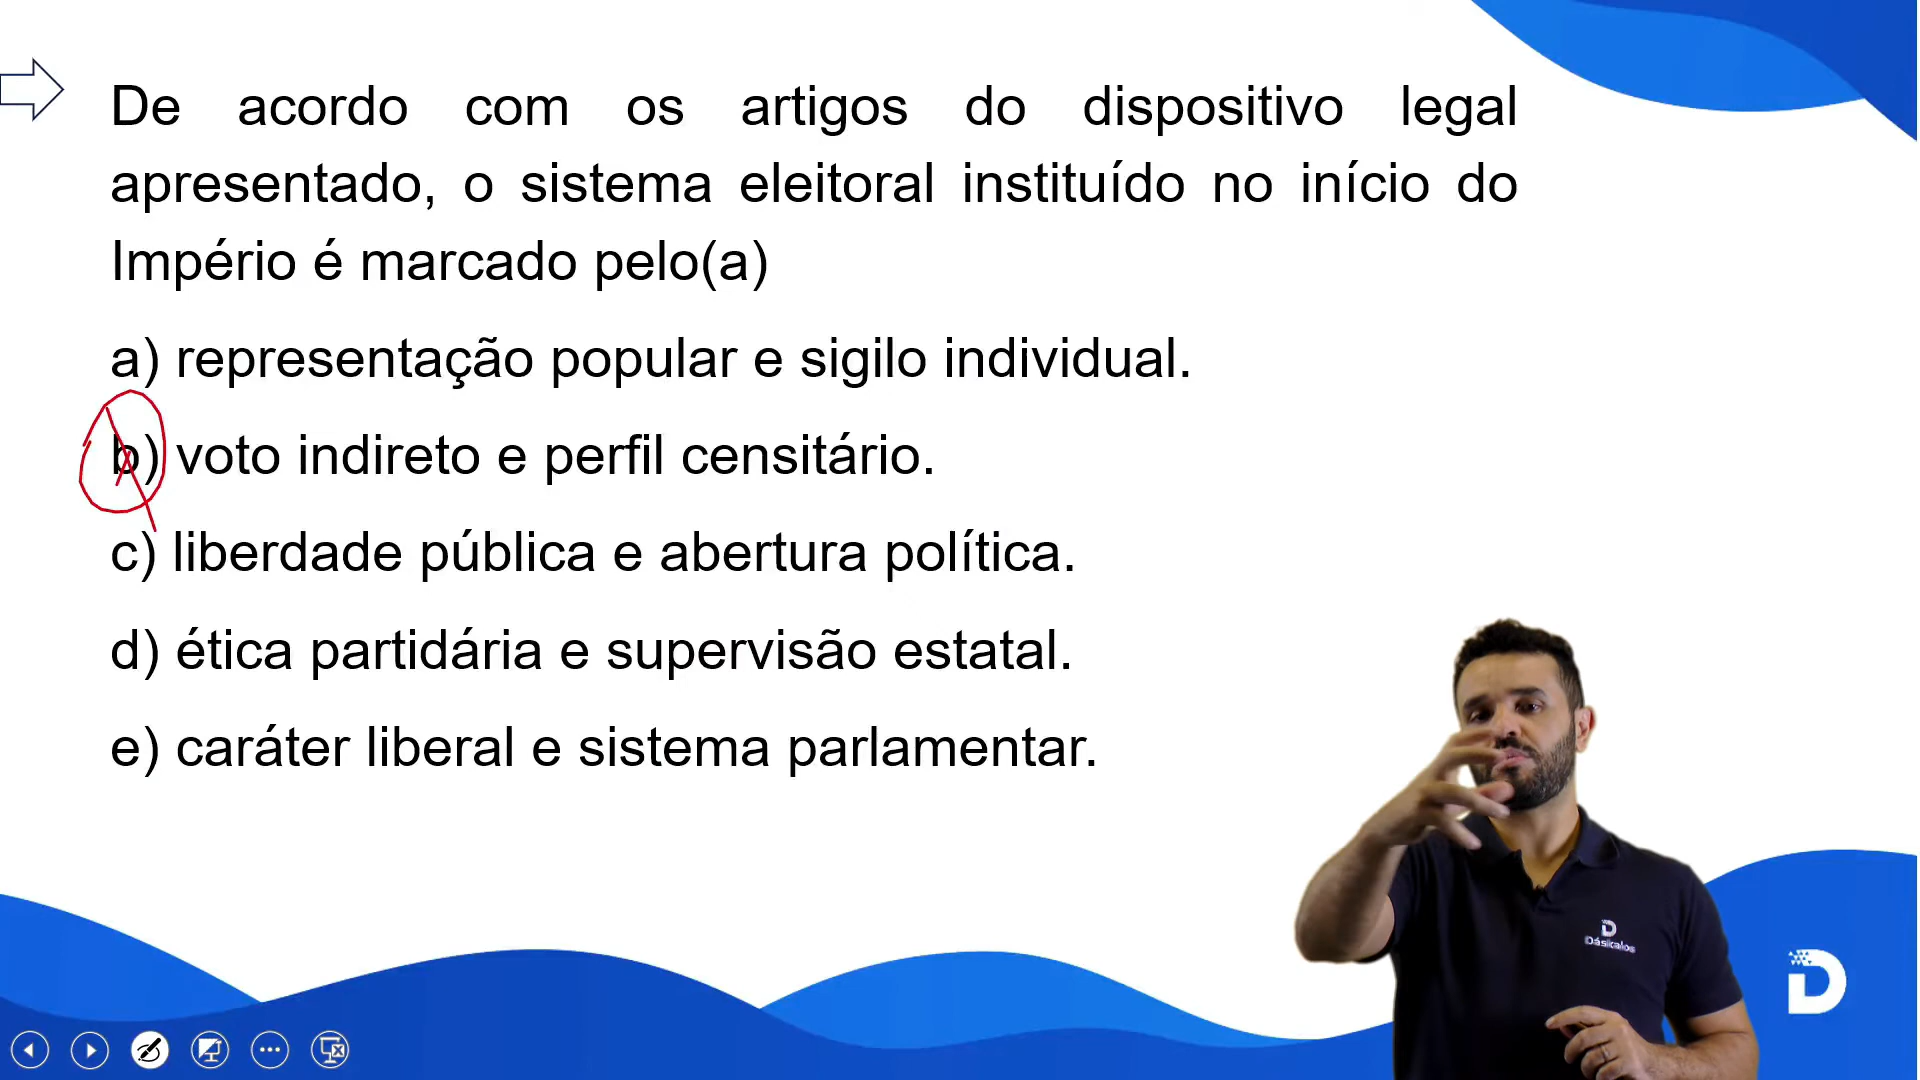 De acordo com os artigos do dispositivo legal
apresentado, o sistema eleitoral instituído no início do
Império é marcado pelo(a)
a) representação popular e sigilo individual.
b) voto indireto e perfil censitário.
c) liberdade pública e abertura política.
d) ética partidária e supervisão estatal.
e) caráter liberal e sistema parlamentar.
D
Dásicalos
D